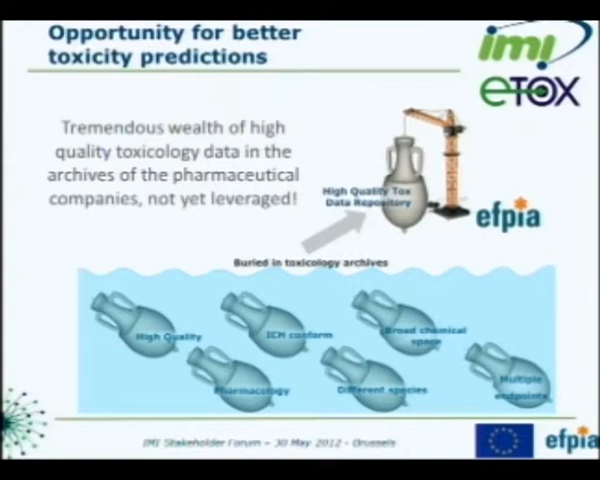 Opportunity for better
toxicity predictions
imi
eTOX
Tremendous wealth of high
quality toxicology data in the
archives of the pharmaceutical
companies, not yet leveraged!
High Quality Tox
Data Repository
efpia
Buried in toxicology archives
High Quality
ICH conform
Broad chemical
space
Pharmacology
Different species
Multiple
endpoints
IMI Stakeholder Forum – 30 May 2012 - Brussels
efpia